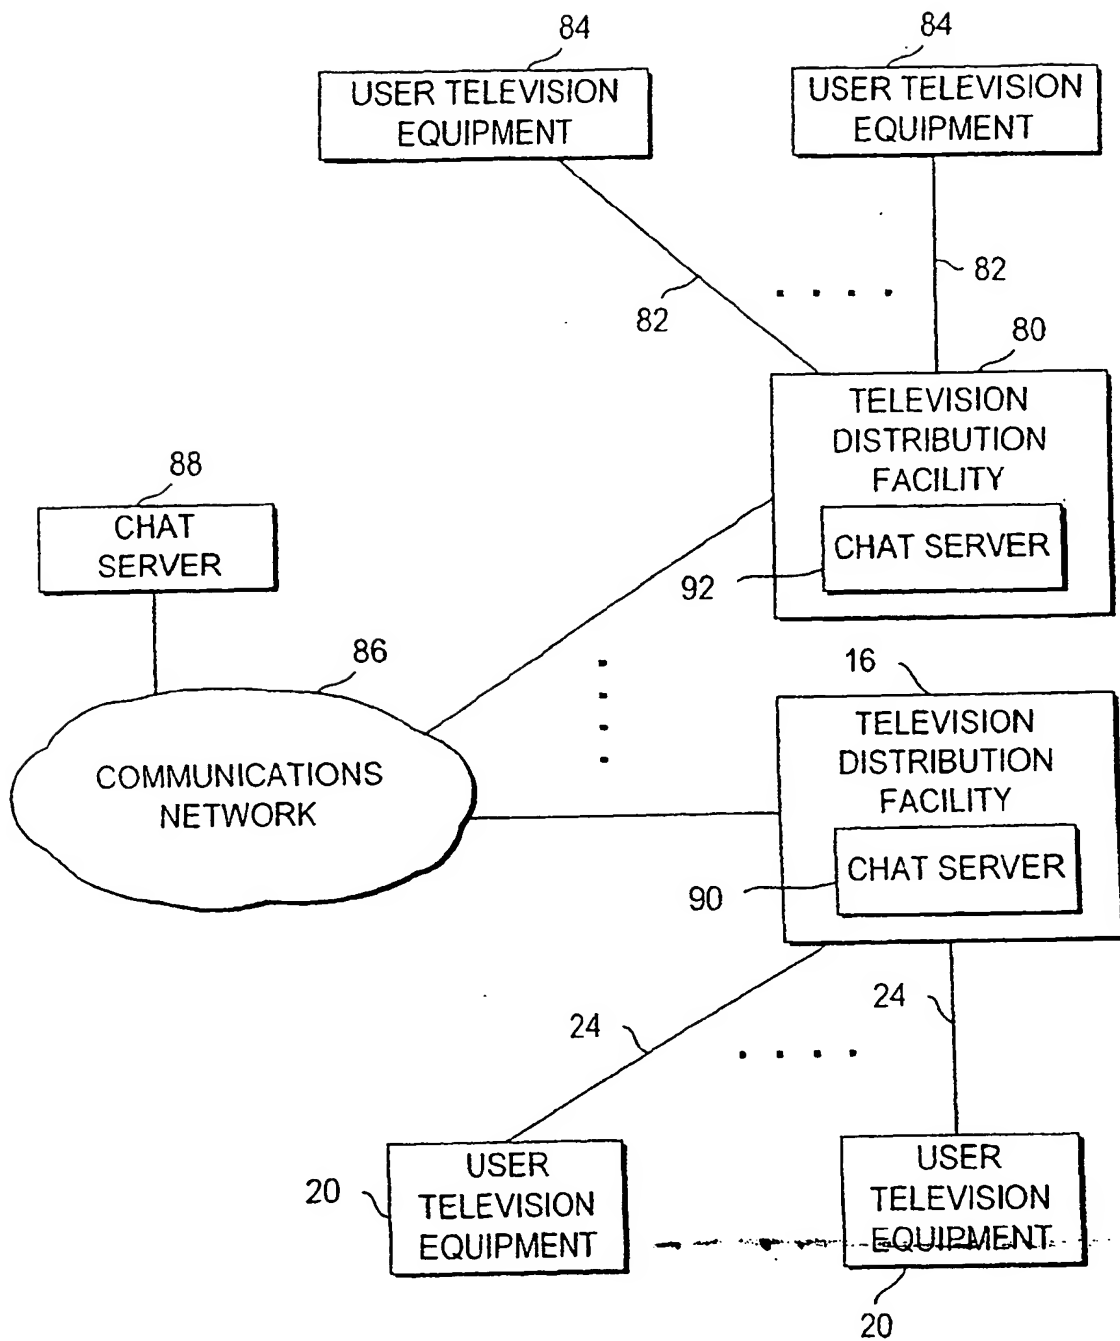 84
84
USER TELEVISION
EQUIPMENT
USER TELEVISION
EQUIPMENT
82
82
80
TELEVISION
DISTRIBUTION
FACILITY
CHAT SERVER
92
88
CHAT
SERVER
86
COMMUNICATIONS
NETWORK
16
TELEVISION
DISTRIBUTION
FACILITY
CHAT SERVER
90
24
24
20
USER
TELEVISION
EQUIPMENT
USER
TELEVISION
EQUIPMENT
20